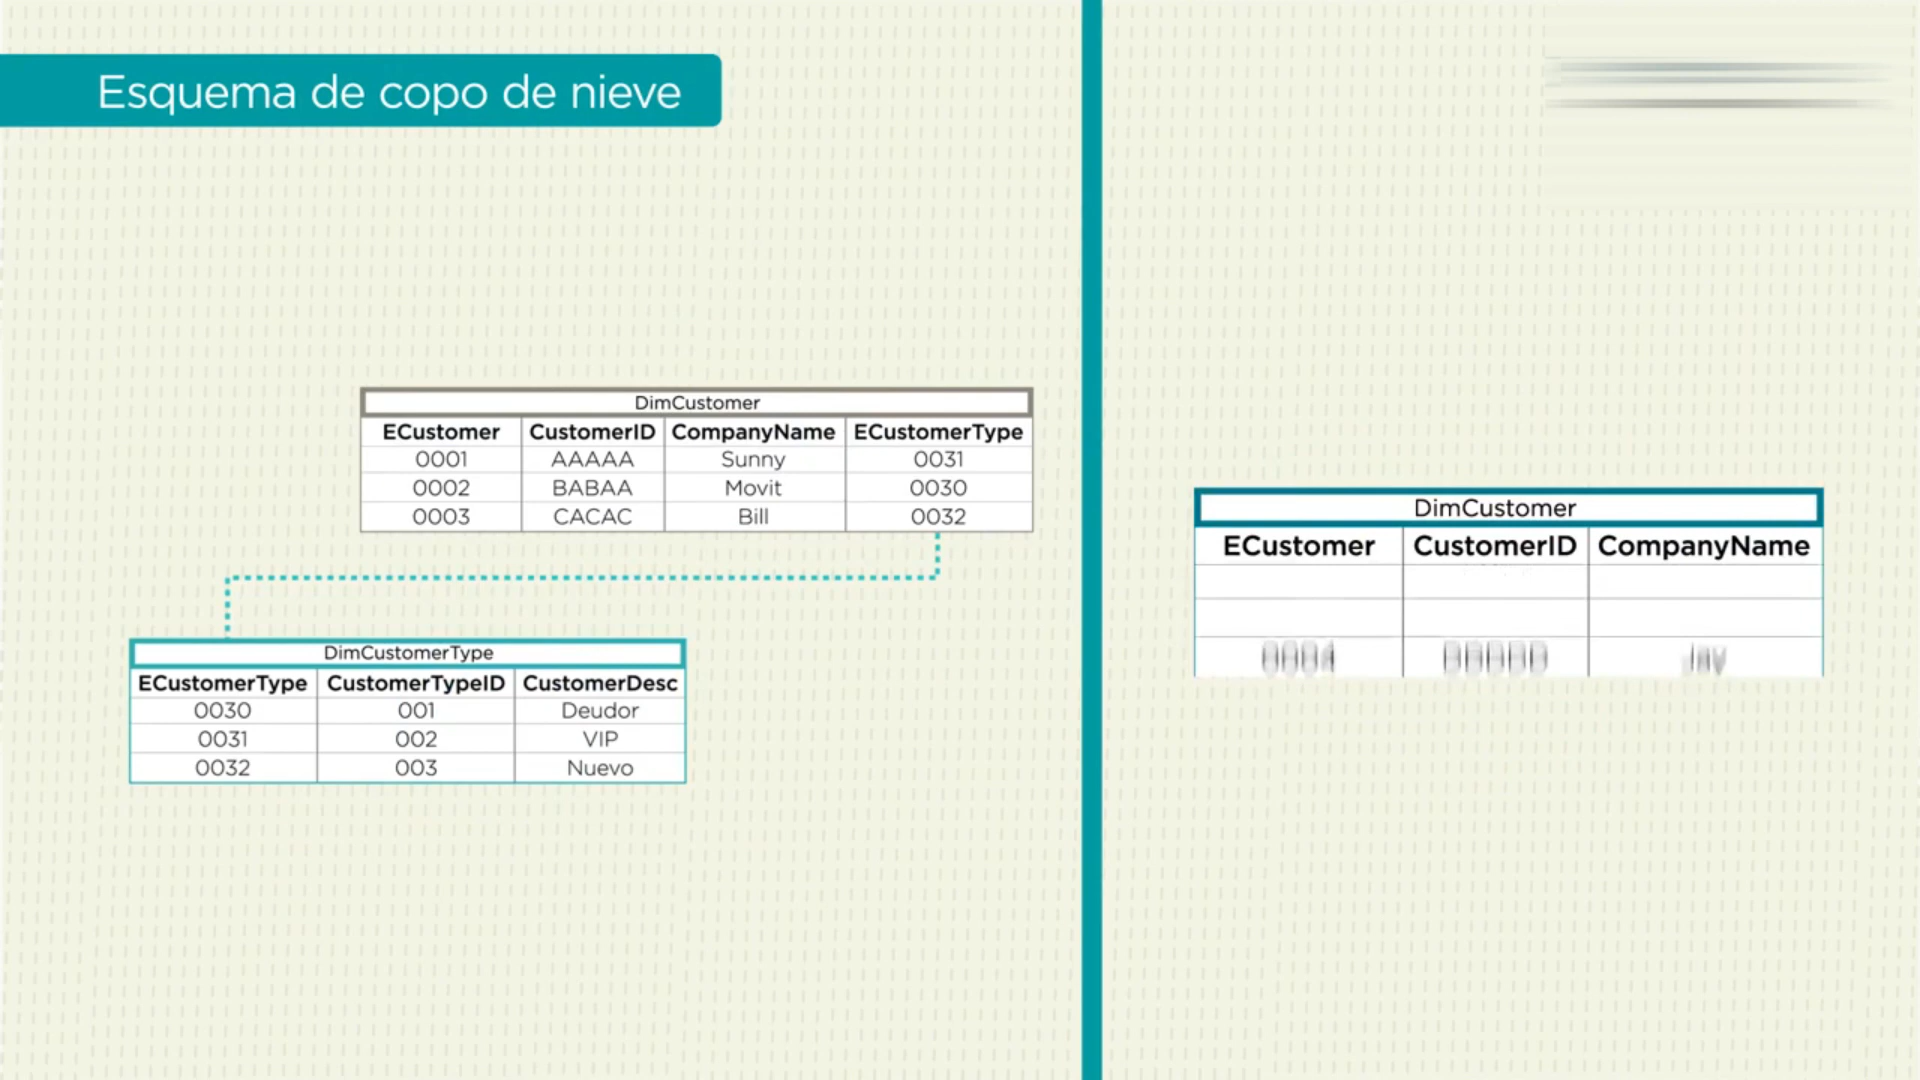 Esquema de copo de nieve
DimCustomer
ECustomer CustomerID CompanyName ECustomerType
0001 AAAAA Sunny 0031
0002 BABAA Movit 0030
0003 CACAC Bill 0032
DimCustomerType
ECustomerType CustomerTypeID CustomerDesc
0030 001 Deudor
0031 002 VIP
0032 003 Nuevo
DimCustomer
ECustomer CustomerID CompanyName